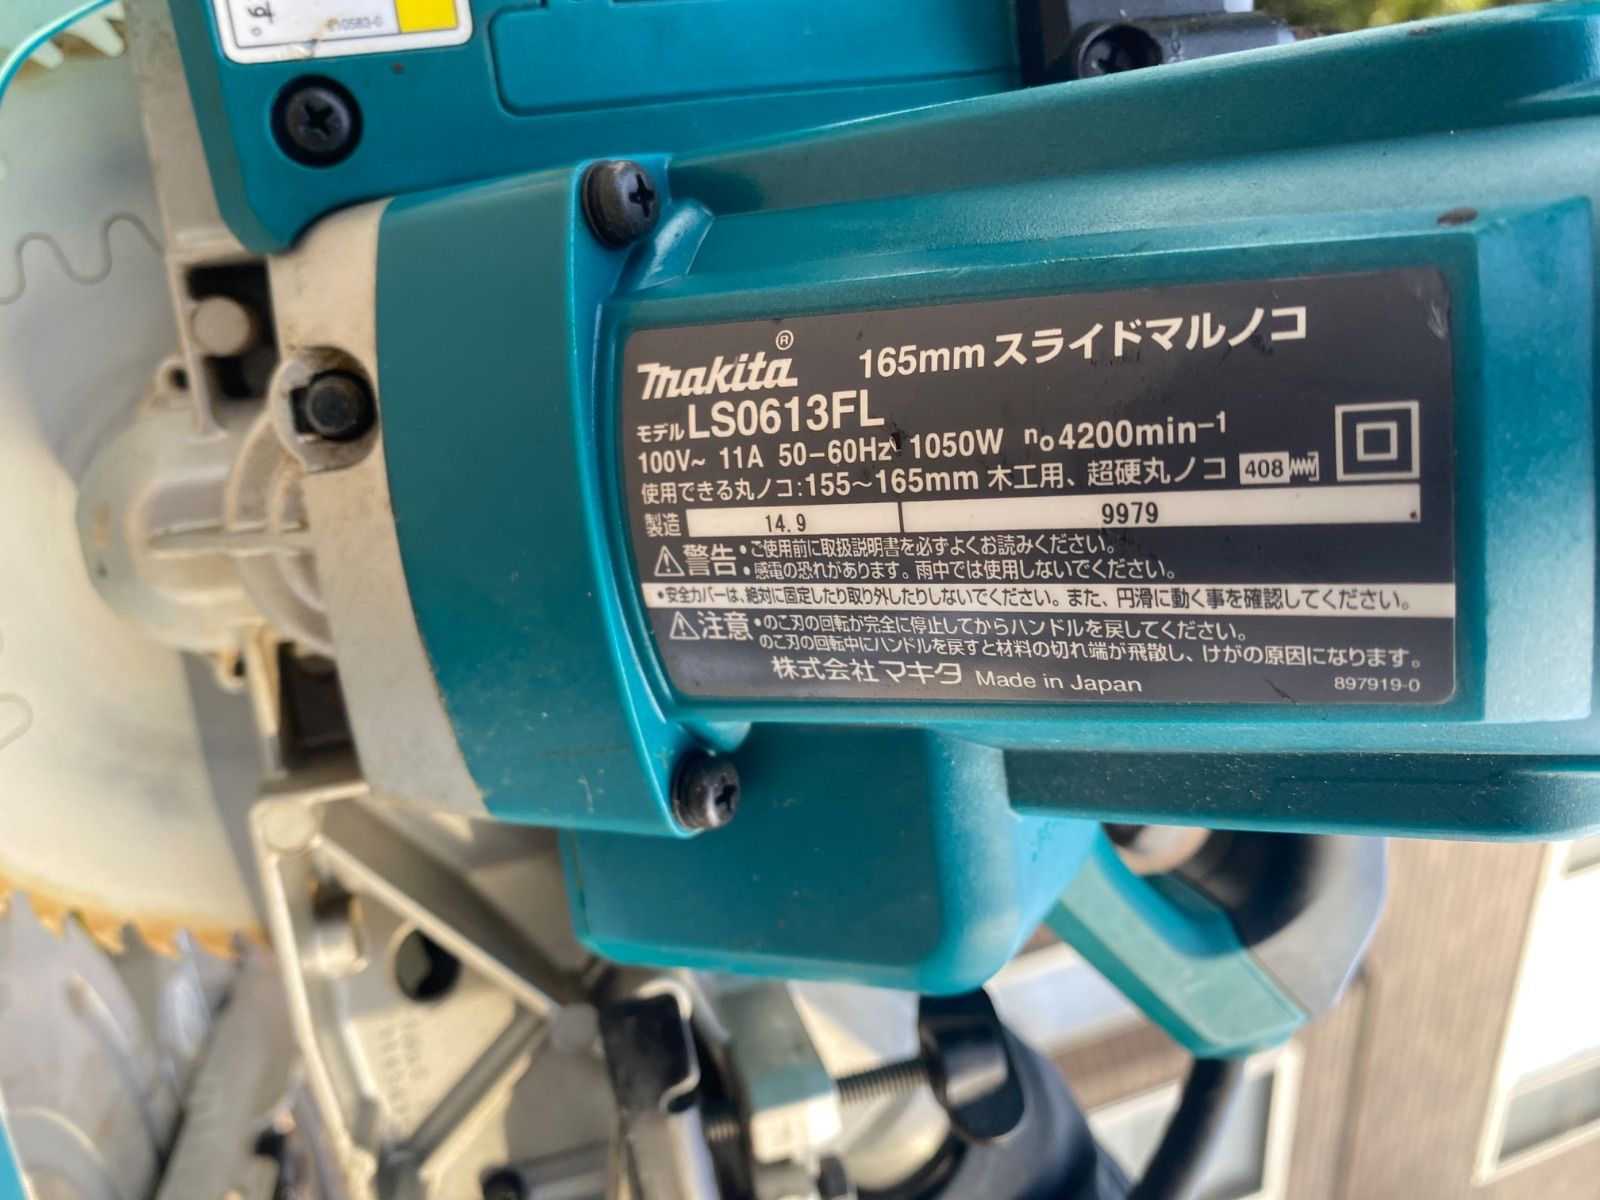 210583-0
makita® 165mm スライドマルノコ
モデル LS0613FL
100V~ 11A 50-60Hz 1050W no 4200min-1
使用できる丸ノコ:155~165mm 木工用、超硬丸ノコ 408
製造 14.9 9979
警告 •ご使用前に取扱説明書を必ずよくお読みください。
•感電の恐れがあります。雨中では使用しないでください。
•安全カバーは、絶対に固定したり取り外したりしないでください。また、円滑に動く事を確認してください。
注意 •のこ刃の回転が完全に停止してからハンドルを戻してください。
のこ刃の回転中にハンドルを戻すと材料の切れ端が飛散し、けがの原因になります。
株式会社マキタ Made in Japan 897919-0